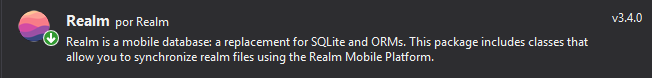 Realm por Realm v3.4.0
Realm is a mobile database: a replacement for SQLite and ORMs. This package includes classes that
allow you to synchronize realm files using the Realm Mobile Platform.